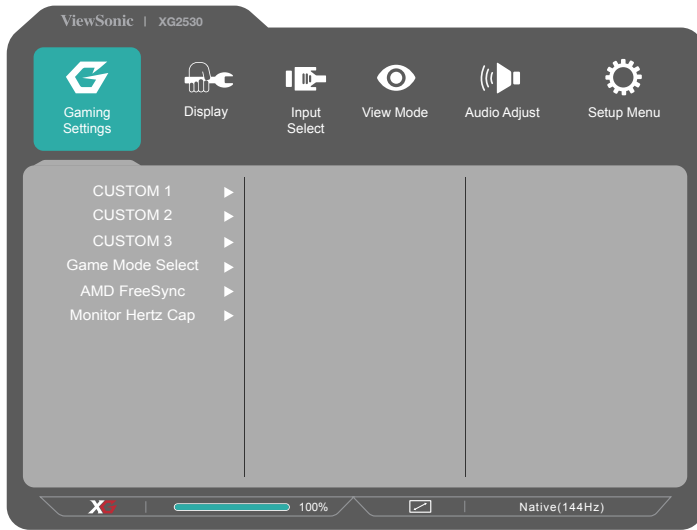 ViewSonic | XG2530
Gaming
Settings
Display
Input
Select
View Mode
Audio Adjust
Setup Menu
CUSTOM 1
CUSTOM 2
CUSTOM 3
Game Mode Select
AMD FreeSync
Monitor Hertz Cap
XG | 100% | Native(144Hz)